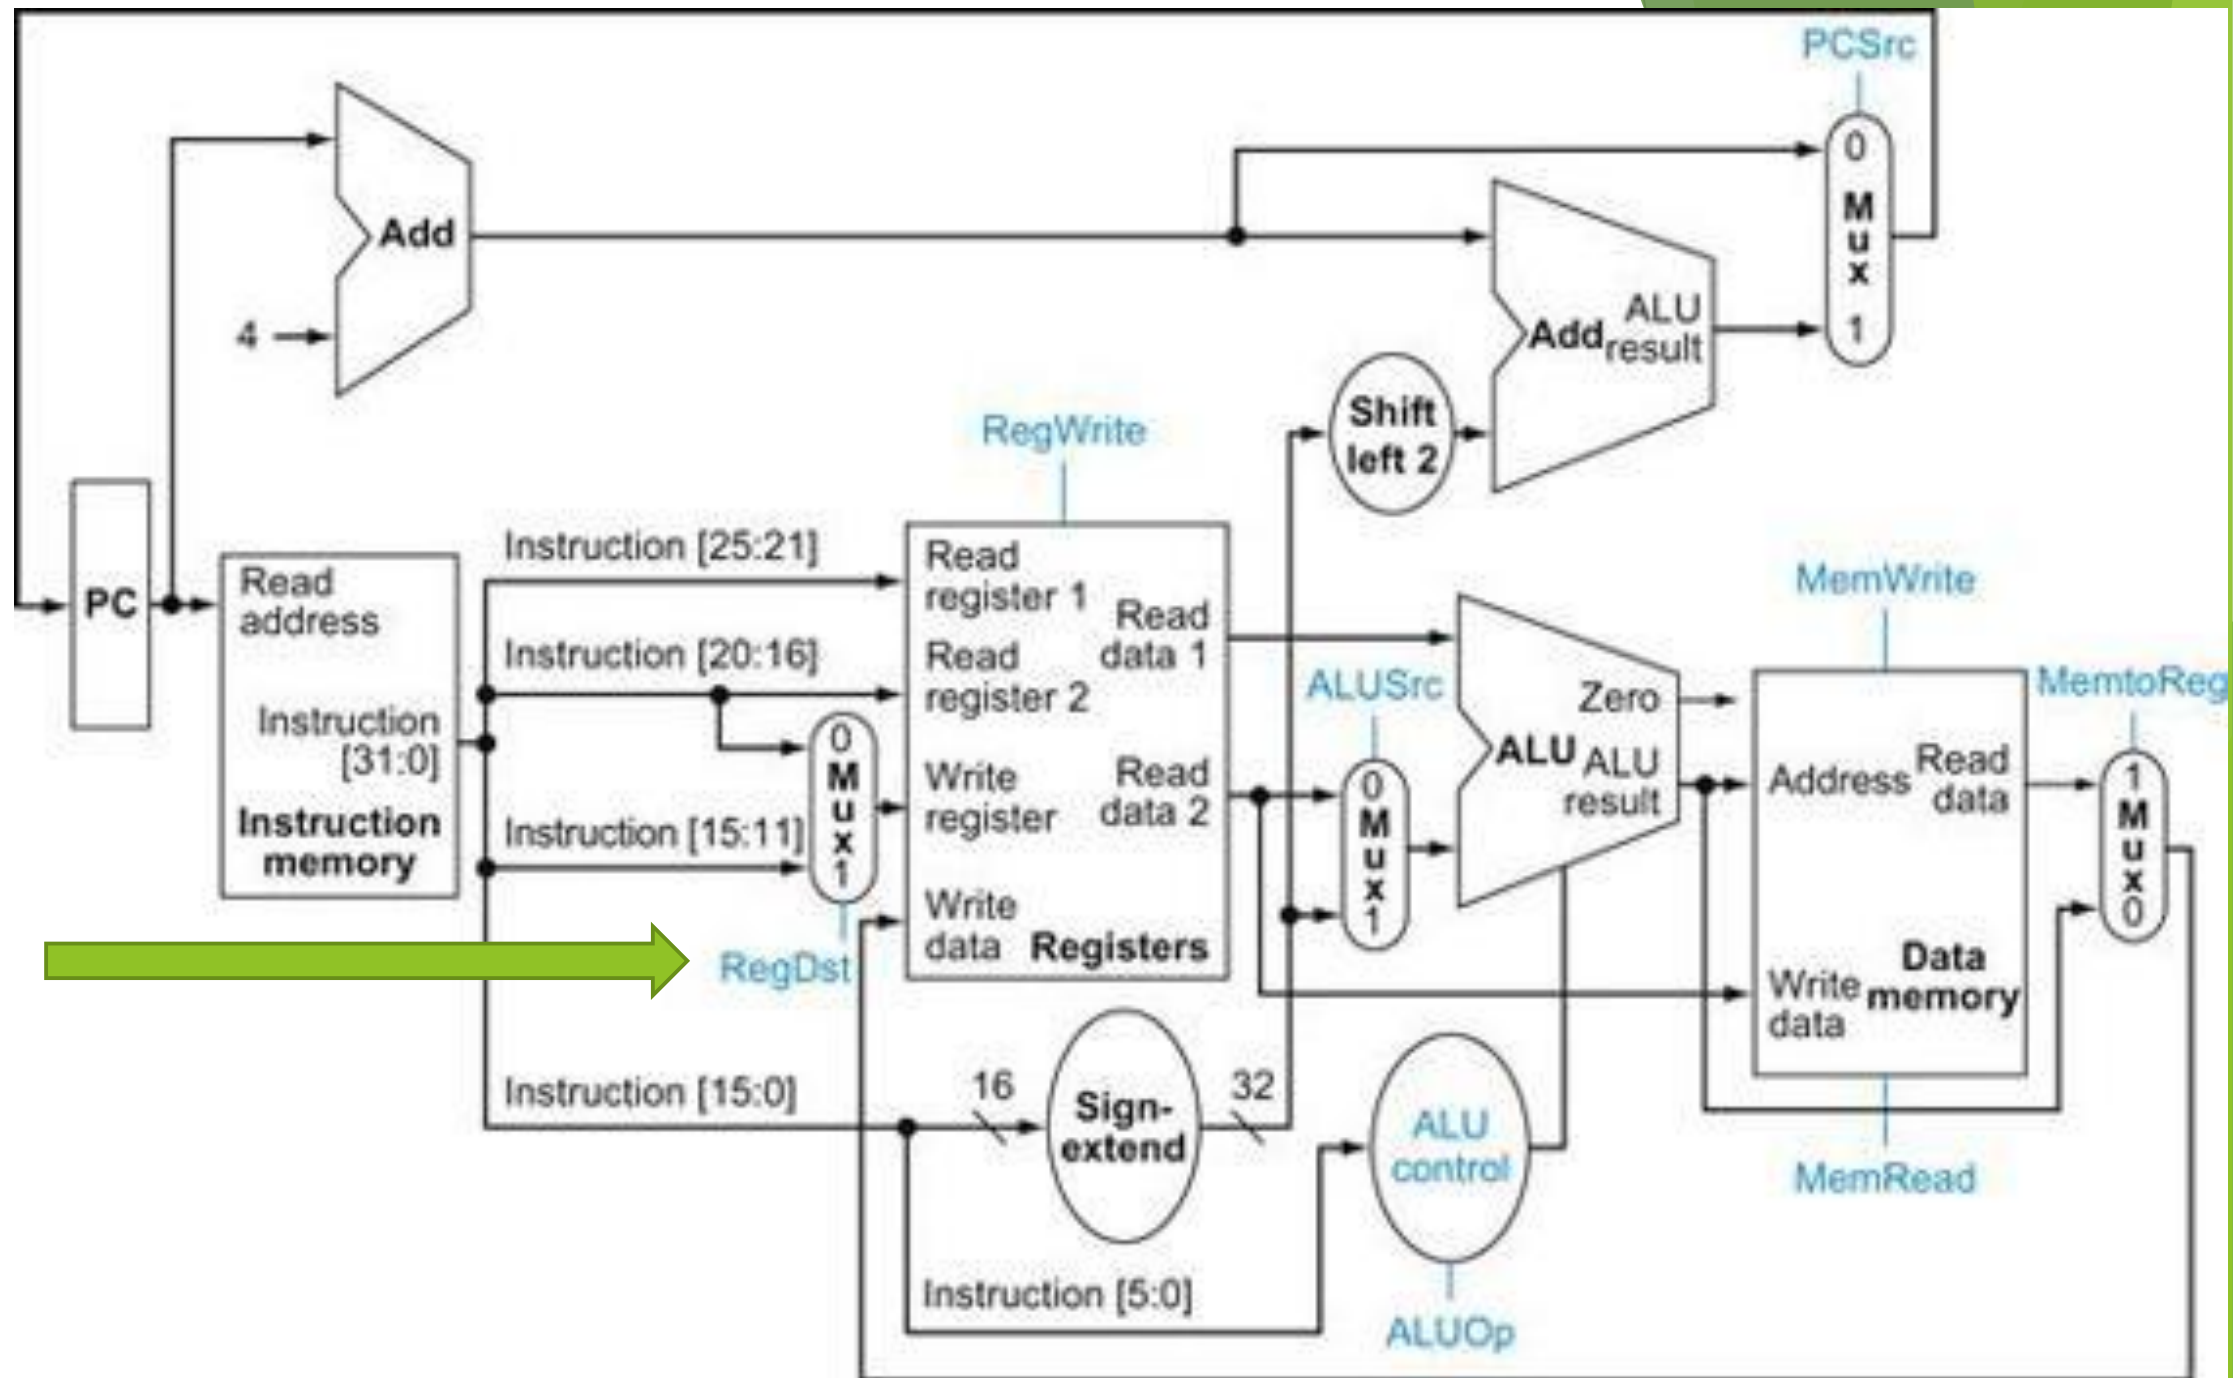 PCSrc
0
Mux
1
Add
4
Add
ALU
result
Shift
left 2
RegWrite
PC
Read
address
Instruction
[31:0]
Instruction
memory
Instruction [25:21]
Instruction [20:16]
Instruction [15:11]
0
Mux
1
RegDst
Read
register 1
Read
register 2
Write
register
Write
data
Read
data 1
Read
data 2
Registers
ALUSrc
0
Mux
1
Zero
ALU
ALU
result
MemWrite
Address
Read
data
Write
data
Data
memory
MemRead
MemtoReg
1
Mux
0
Instruction [15:0]
16
Sign-
extend
32
ALU
control
Instruction [5:0]
ALUOp